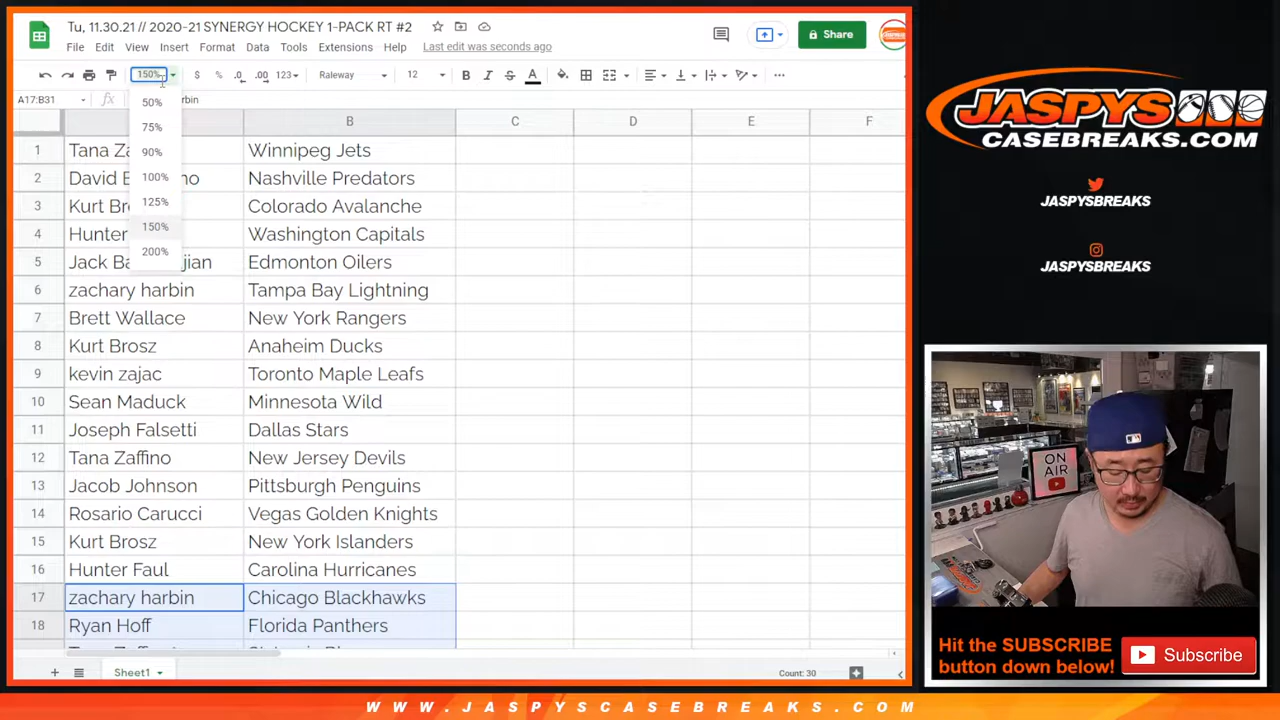 Tu, 11.30.21 // 2020-21 SYNERGY HOCKEY 1-PACK RT #2
File Edit View Insert Format Data Tools Extensions Help Last edit was seconds ago
Share
150% $ % .0 .00 123 Raleway 12 B I S A
A17:B31 fx
50%
75%
90%
100%
125%
150%
200%
A B C D E F
1 Winnipeg Jets
2 David Nashville Predators
3 Kurt Colorado Avalanche
4 Hunter Washington Capitals
5 Jack Edmonton Oilers
6 zachary harbin Tampa Bay Lightning
7 Brett Wallace New York Rangers
8 Kurt Brosz Anaheim Ducks
9 kevin zajac Toronto Maple Leafs
10 Sean Maduck Minnesota Wild
11 Joseph Falsetti Dallas Stars
12 Tana Zaffino New Jersey Devils
13 Jacob Johnson Pittsburgh Penguins
14 Rosario Carucci Vegas Golden Knights
15 Kurt Brosz New York Islanders
16 Hunter Faul Carolina Hurricanes
17 zachary harbin Chicago Blackhawks
18 Ryan Hoff Florida Panthers
Sheet1 Count: 30
JASPYS
CASEBREAKS.COM
JASPYSBREAKS
JASPYSBREAKS
ON
AIR
Hit the SUBSCRIBE
button down below!
Subscribe
WWW.JASPYSCASEBREAKS.COM